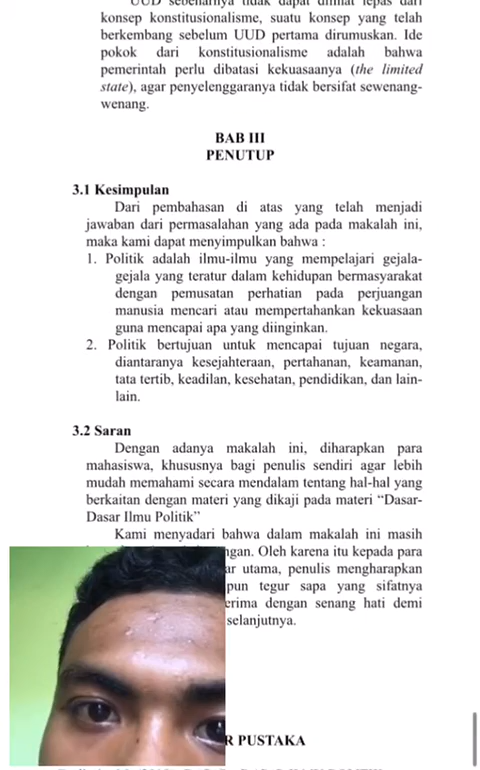 UUD sebenarnya tidak dapat dilihat lepas dari
konsep konstitusionalisme, suatu konsep yang telah
berkembang sebelum UUD pertama dirumuskan. Ide
pokok dari konstitusionalisme adalah bahwa
pemerintah perlu dibatasi kekuasaanya (the limited
state), agar penyelenggaranya tidak bersifat sewenang-
wenang.
BAB III
PENUTUP
3.1 Kesimpulan
Dari pembahasan di atas yang telah menjadi
jawaban dari permasalahan yang ada pada makalah ini,
maka kami dapat menyimpulkan bahwa :
1. Politik adalah ilmu-ilmu yang mempelajari gejala-
gejala yang teratur dalam kehidupan bermasyarakat
dengan pemusatan perhatian pada perjuangan
manusia mencari atau mempertahankan kekuasaan
guna mencapai apa yang diinginkan.
2. Politik bertujuan untuk mencapai tujuan negara,
diantaranya kesejahteraan, pertahanan, keamanan,
tata tertib, keadilan, kesehatan, pendidikan, dan lain-
lain.
3.2 Saran
Dengan adanya makalah ini, diharapkan para
mahasiswa, khususnya bagi penulis sendiri agar lebih
mudah memahami secara mendalam tentang hal-hal yang
berkaitan dengan materi yang dikaji pada materi “Dasar-
Dasar Ilmu Politik”
Kami menyadari bahwa dalam makalah ini masih
ngan. Oleh karena itu kepada para
ar utama, penulis mengharapkan
pun tegur sapa yang sifatnya
erima dengan senang hati demi
selanjutnya.
R PUSTAKA